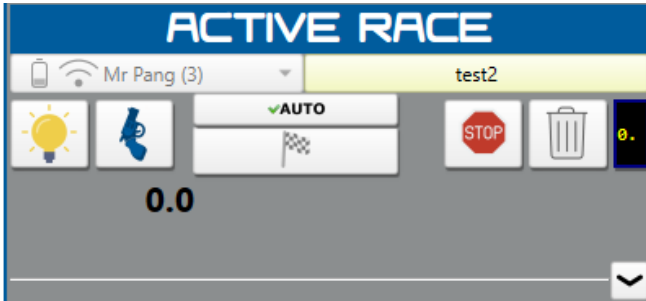 ACTIVE RACE
Mr Pang (3)
test2
AUTO
STOP
0.
0.0